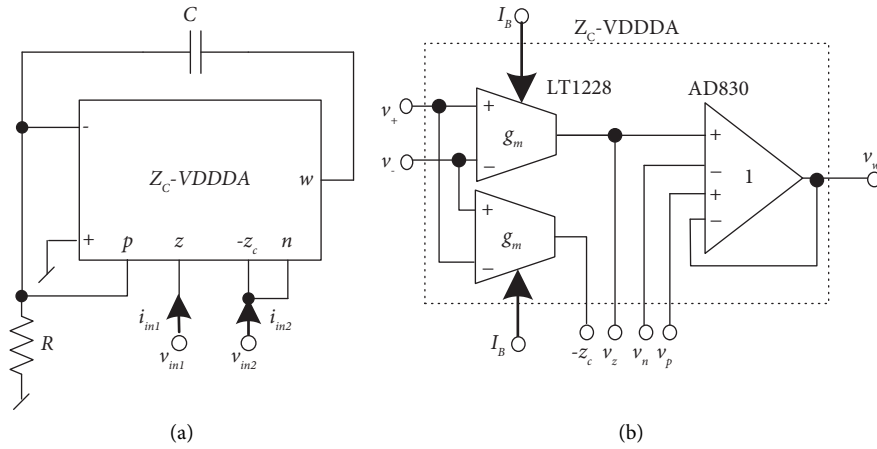 C
-
Z_C-VDDDA
w
+
p
z
-z_c
n
i_in1
i_in2
R
v_in1
v_in2
(a)
I_B
Z_C-VDDDA
LT1228
AD830
v_+
+
g_m
−
v_-
+
−
+
−
1
v_w
+
g_m
−
I_B
-z_c
v_z
v_n
v_p
(b)